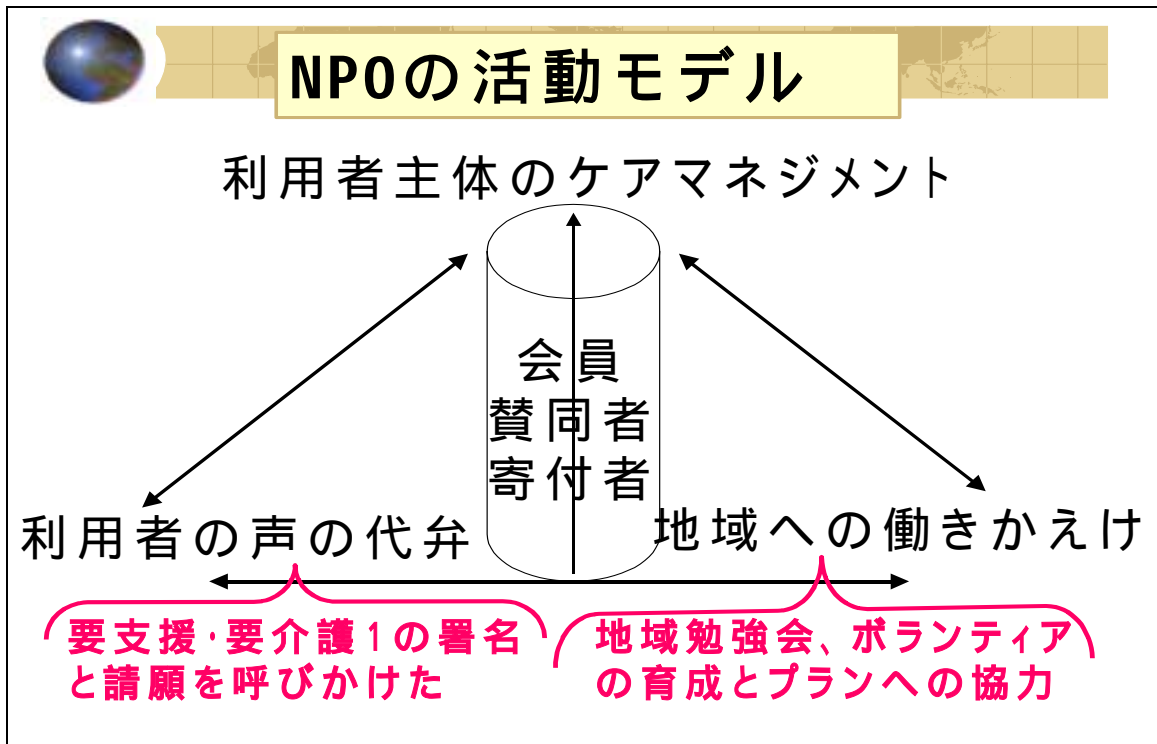 NPOの活動モデル
利用者主体のケアマネジメント
会員
賛同者
寄付者
利用者の声の代弁
地域への働きかえけ
要支援・要介護1の署名
と請願を呼びかけた
地域勉強会、ボランティア
の育成とプランへの協力